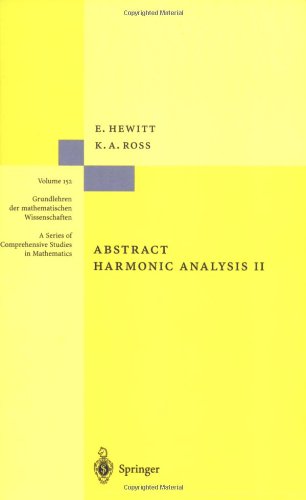 E. HEWITT
K. A. ROSS
Volume 152
Grundlehren
der mathematischen
Wissenschaften
A Series of
Comprehensive Studies
in Mathematics
ABSTRACT
HARMONIC ANALYSIS II
Springer